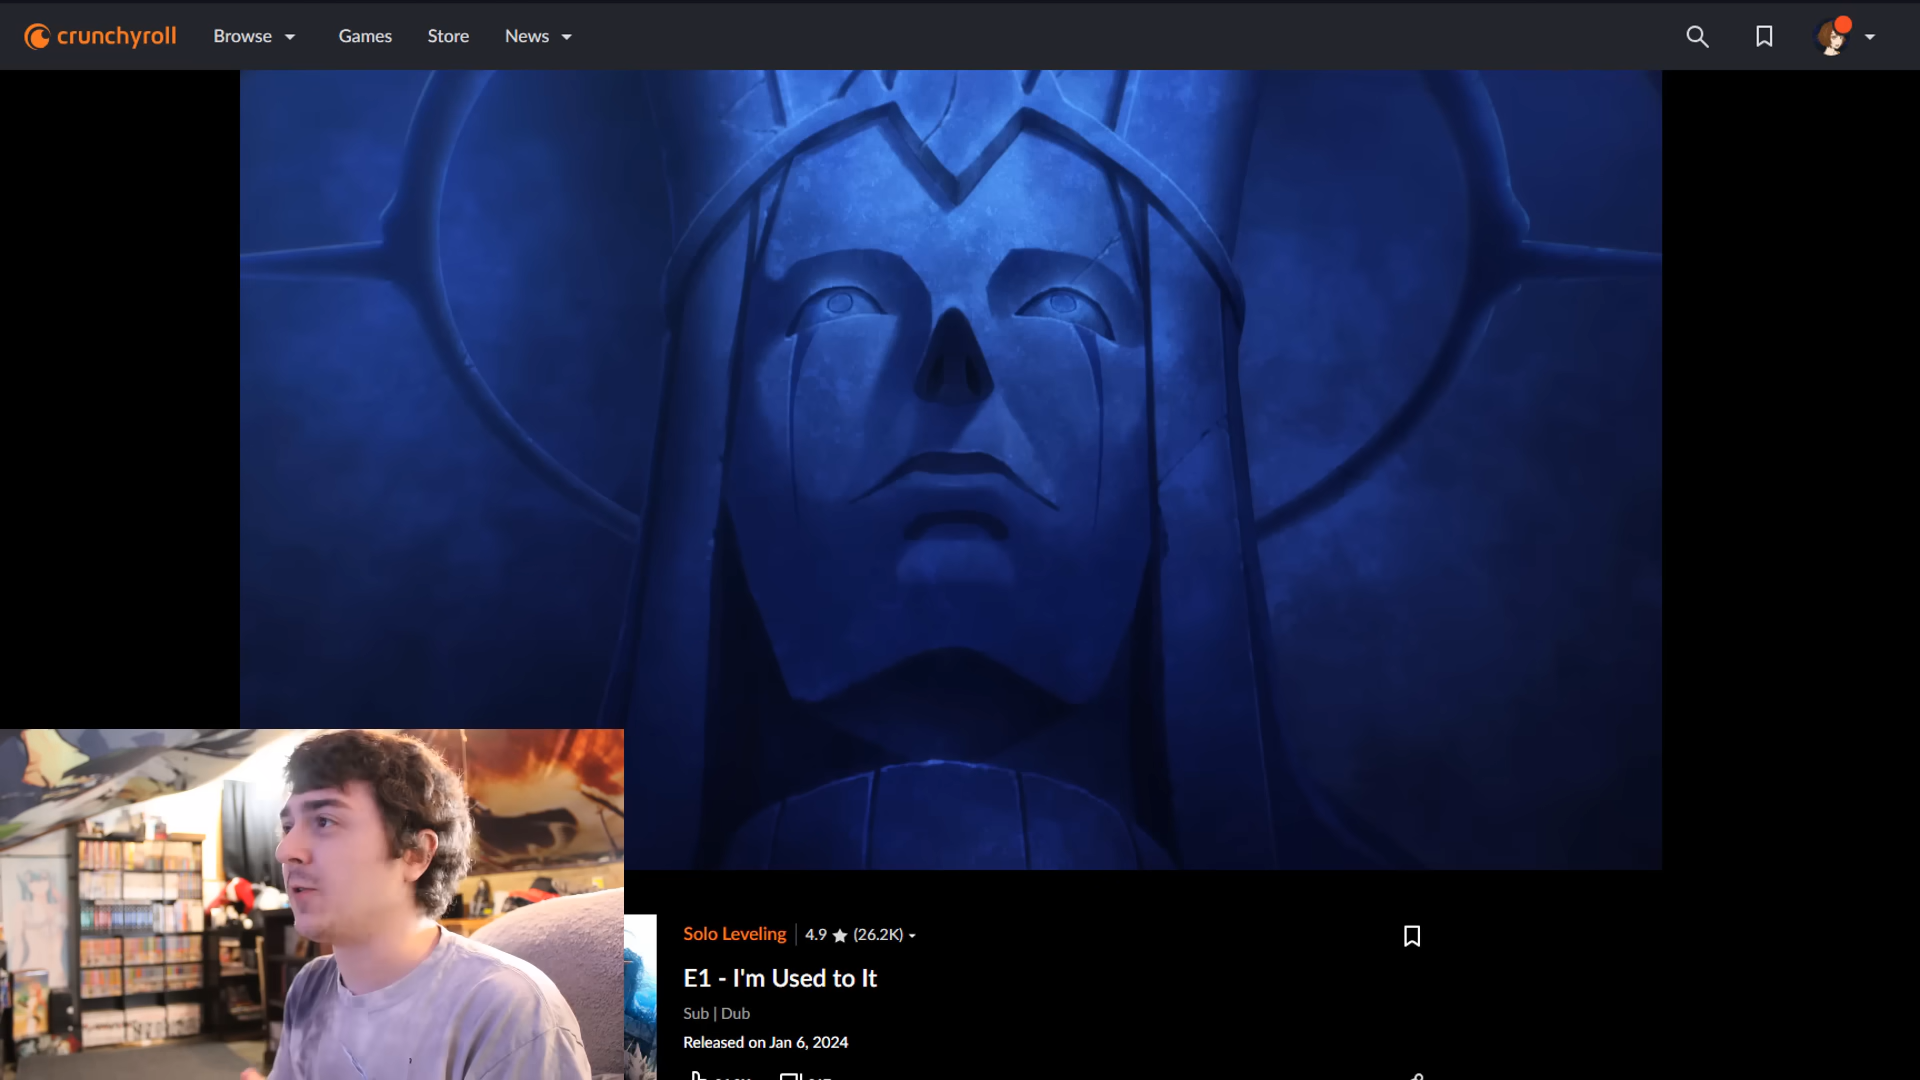 crunchyroll
Browse
Games
Store
News
Solo Leveling
4.9 ★ (26.2K)
E1 - I'm Used to It
Sub | Dub
Released on Jan 6, 2024